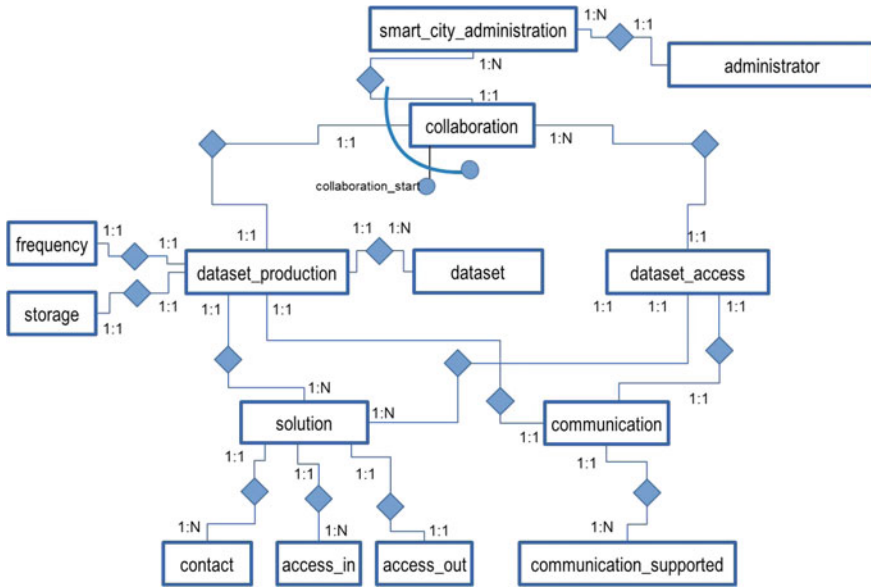 smart_city_administration
1:N
1:1
administrator
1:N
1:1
collaboration
1:1
1:N
collaboration_start
1:1
1:1
1:1
1:N
1:1
frequency
1:1
dataset_production
dataset
dataset_access
storage
1:1
1:1
1:1
1:1
1:1
1:1
1:1
1:N
1:N
1:1
solution
1:1
communication
1:1
1:1
1:1
1:1
1:N
1:N
1:1
1:N
contact
access_in
access_out
communication_supported